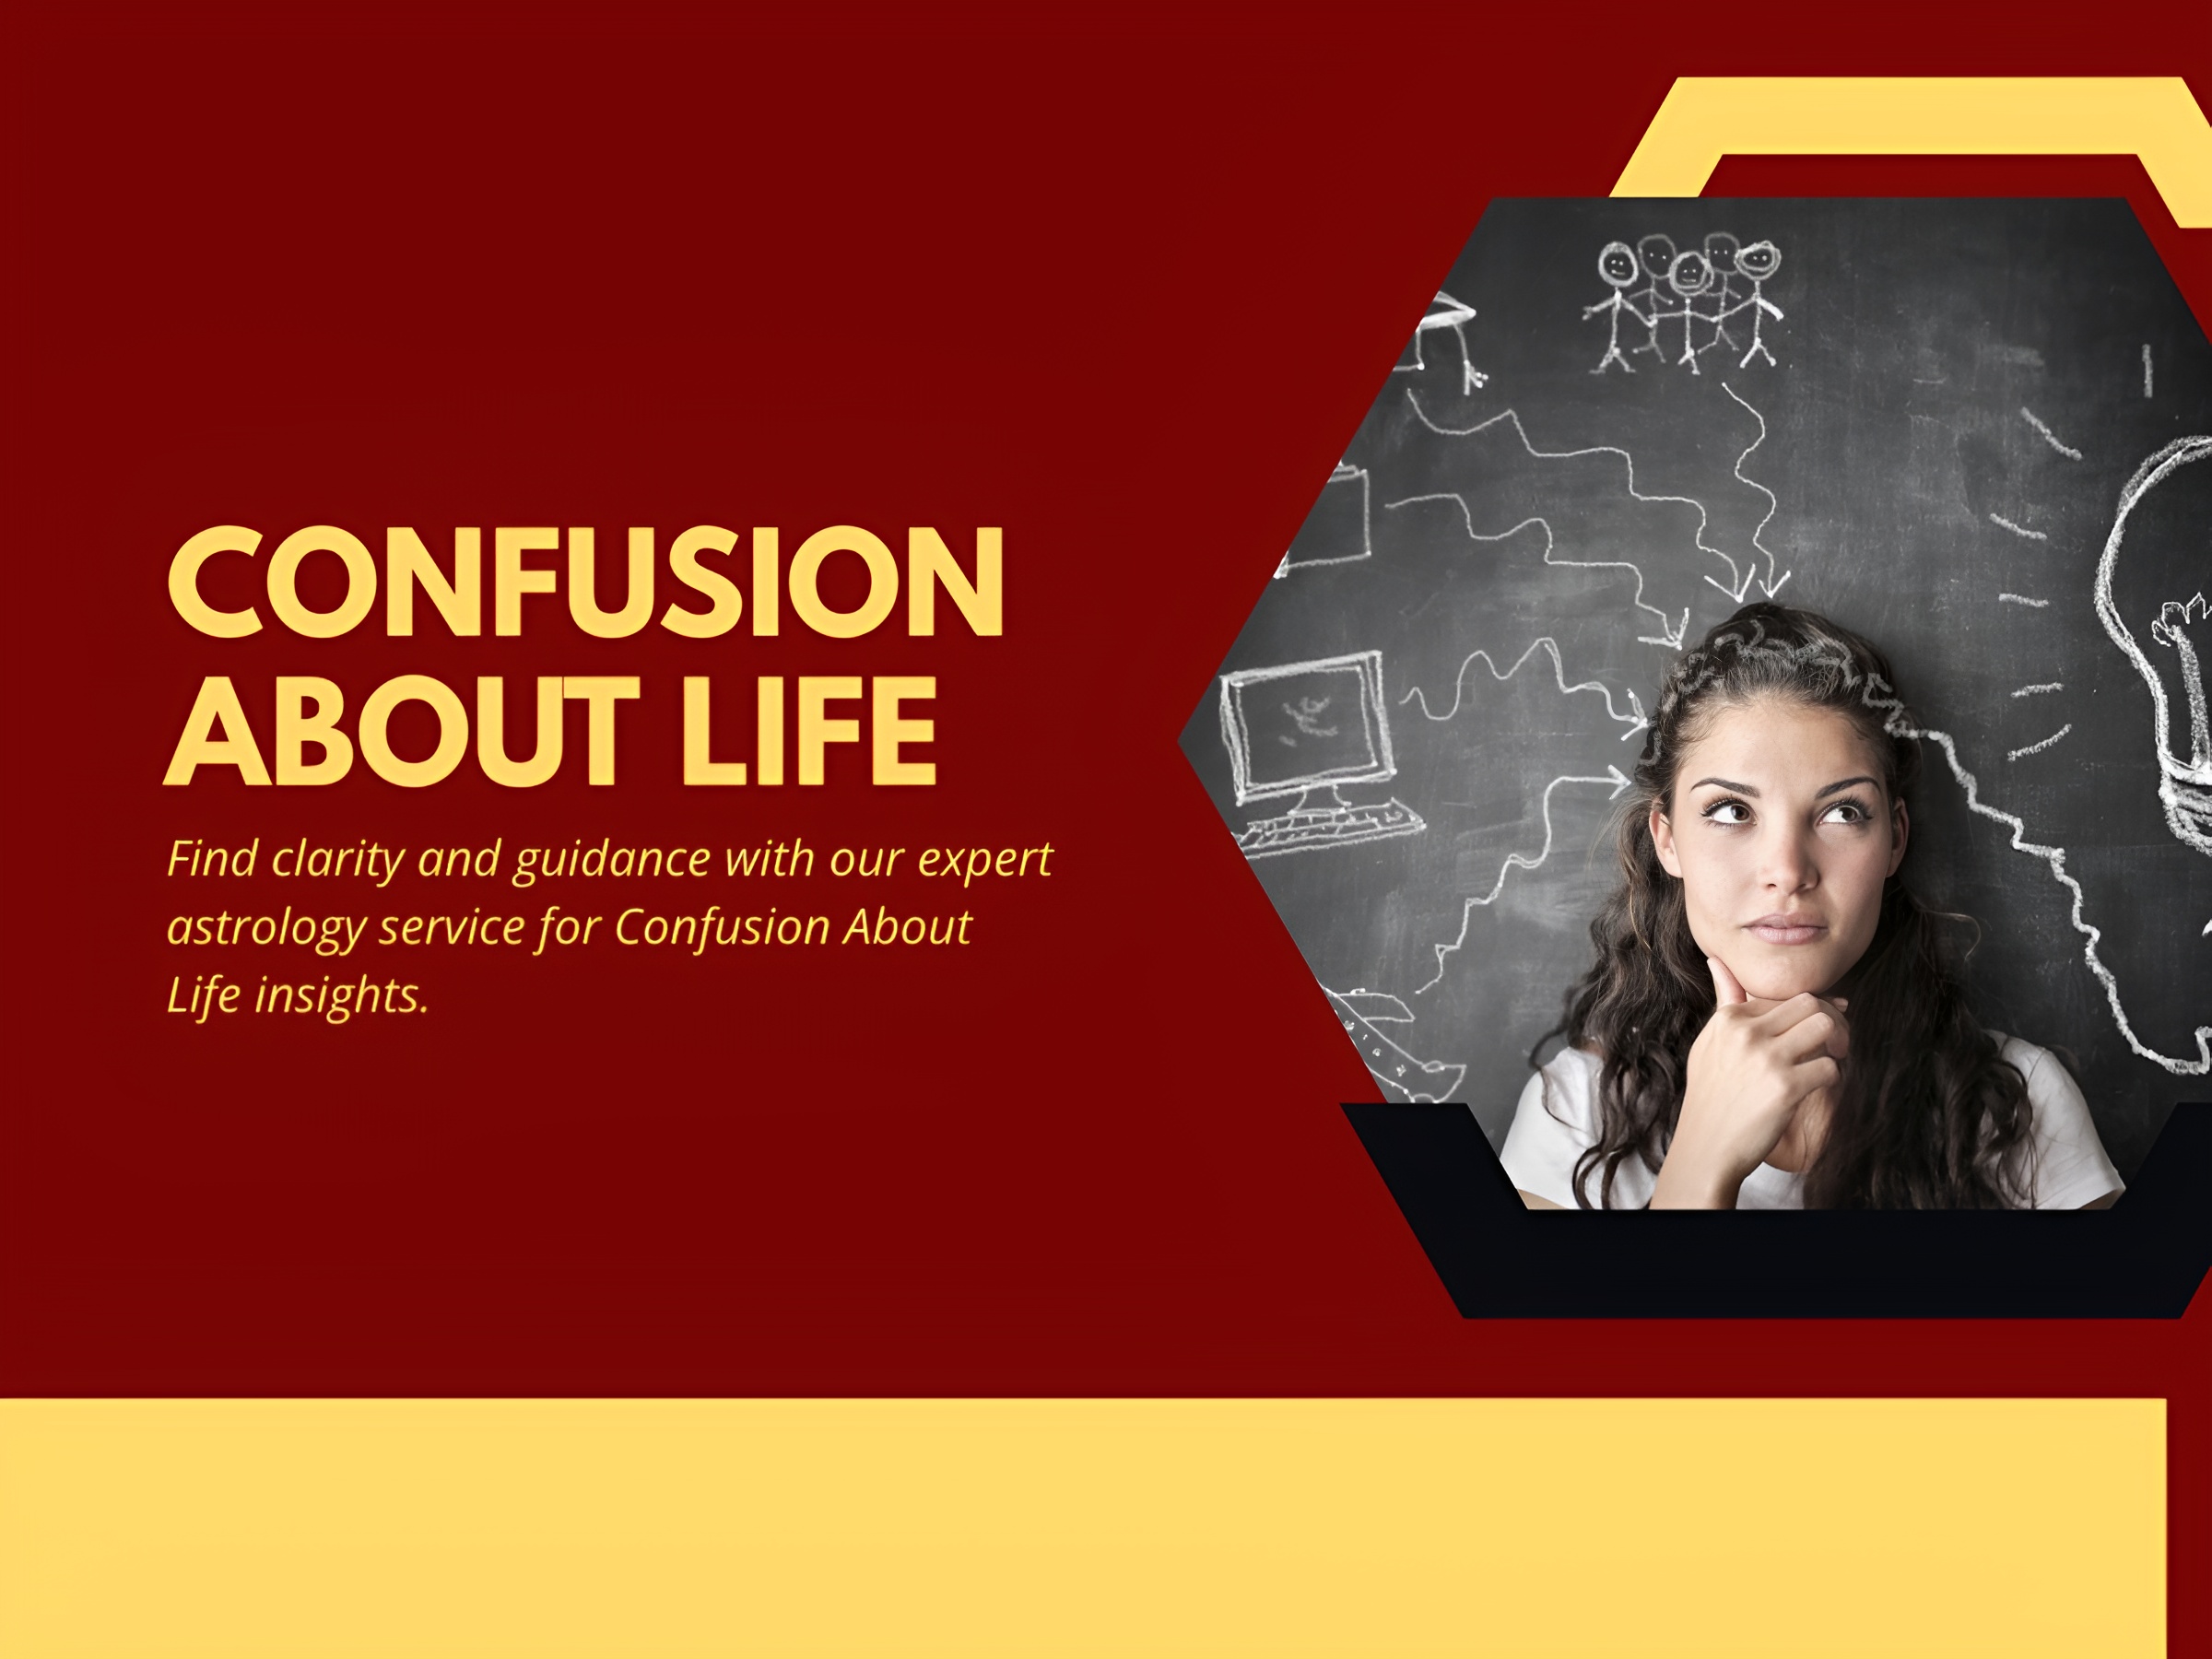 CONFUSION
ABOUT LIFE
Find clarity and guidance with our expert
astrology service for Confusion About
Life insights.